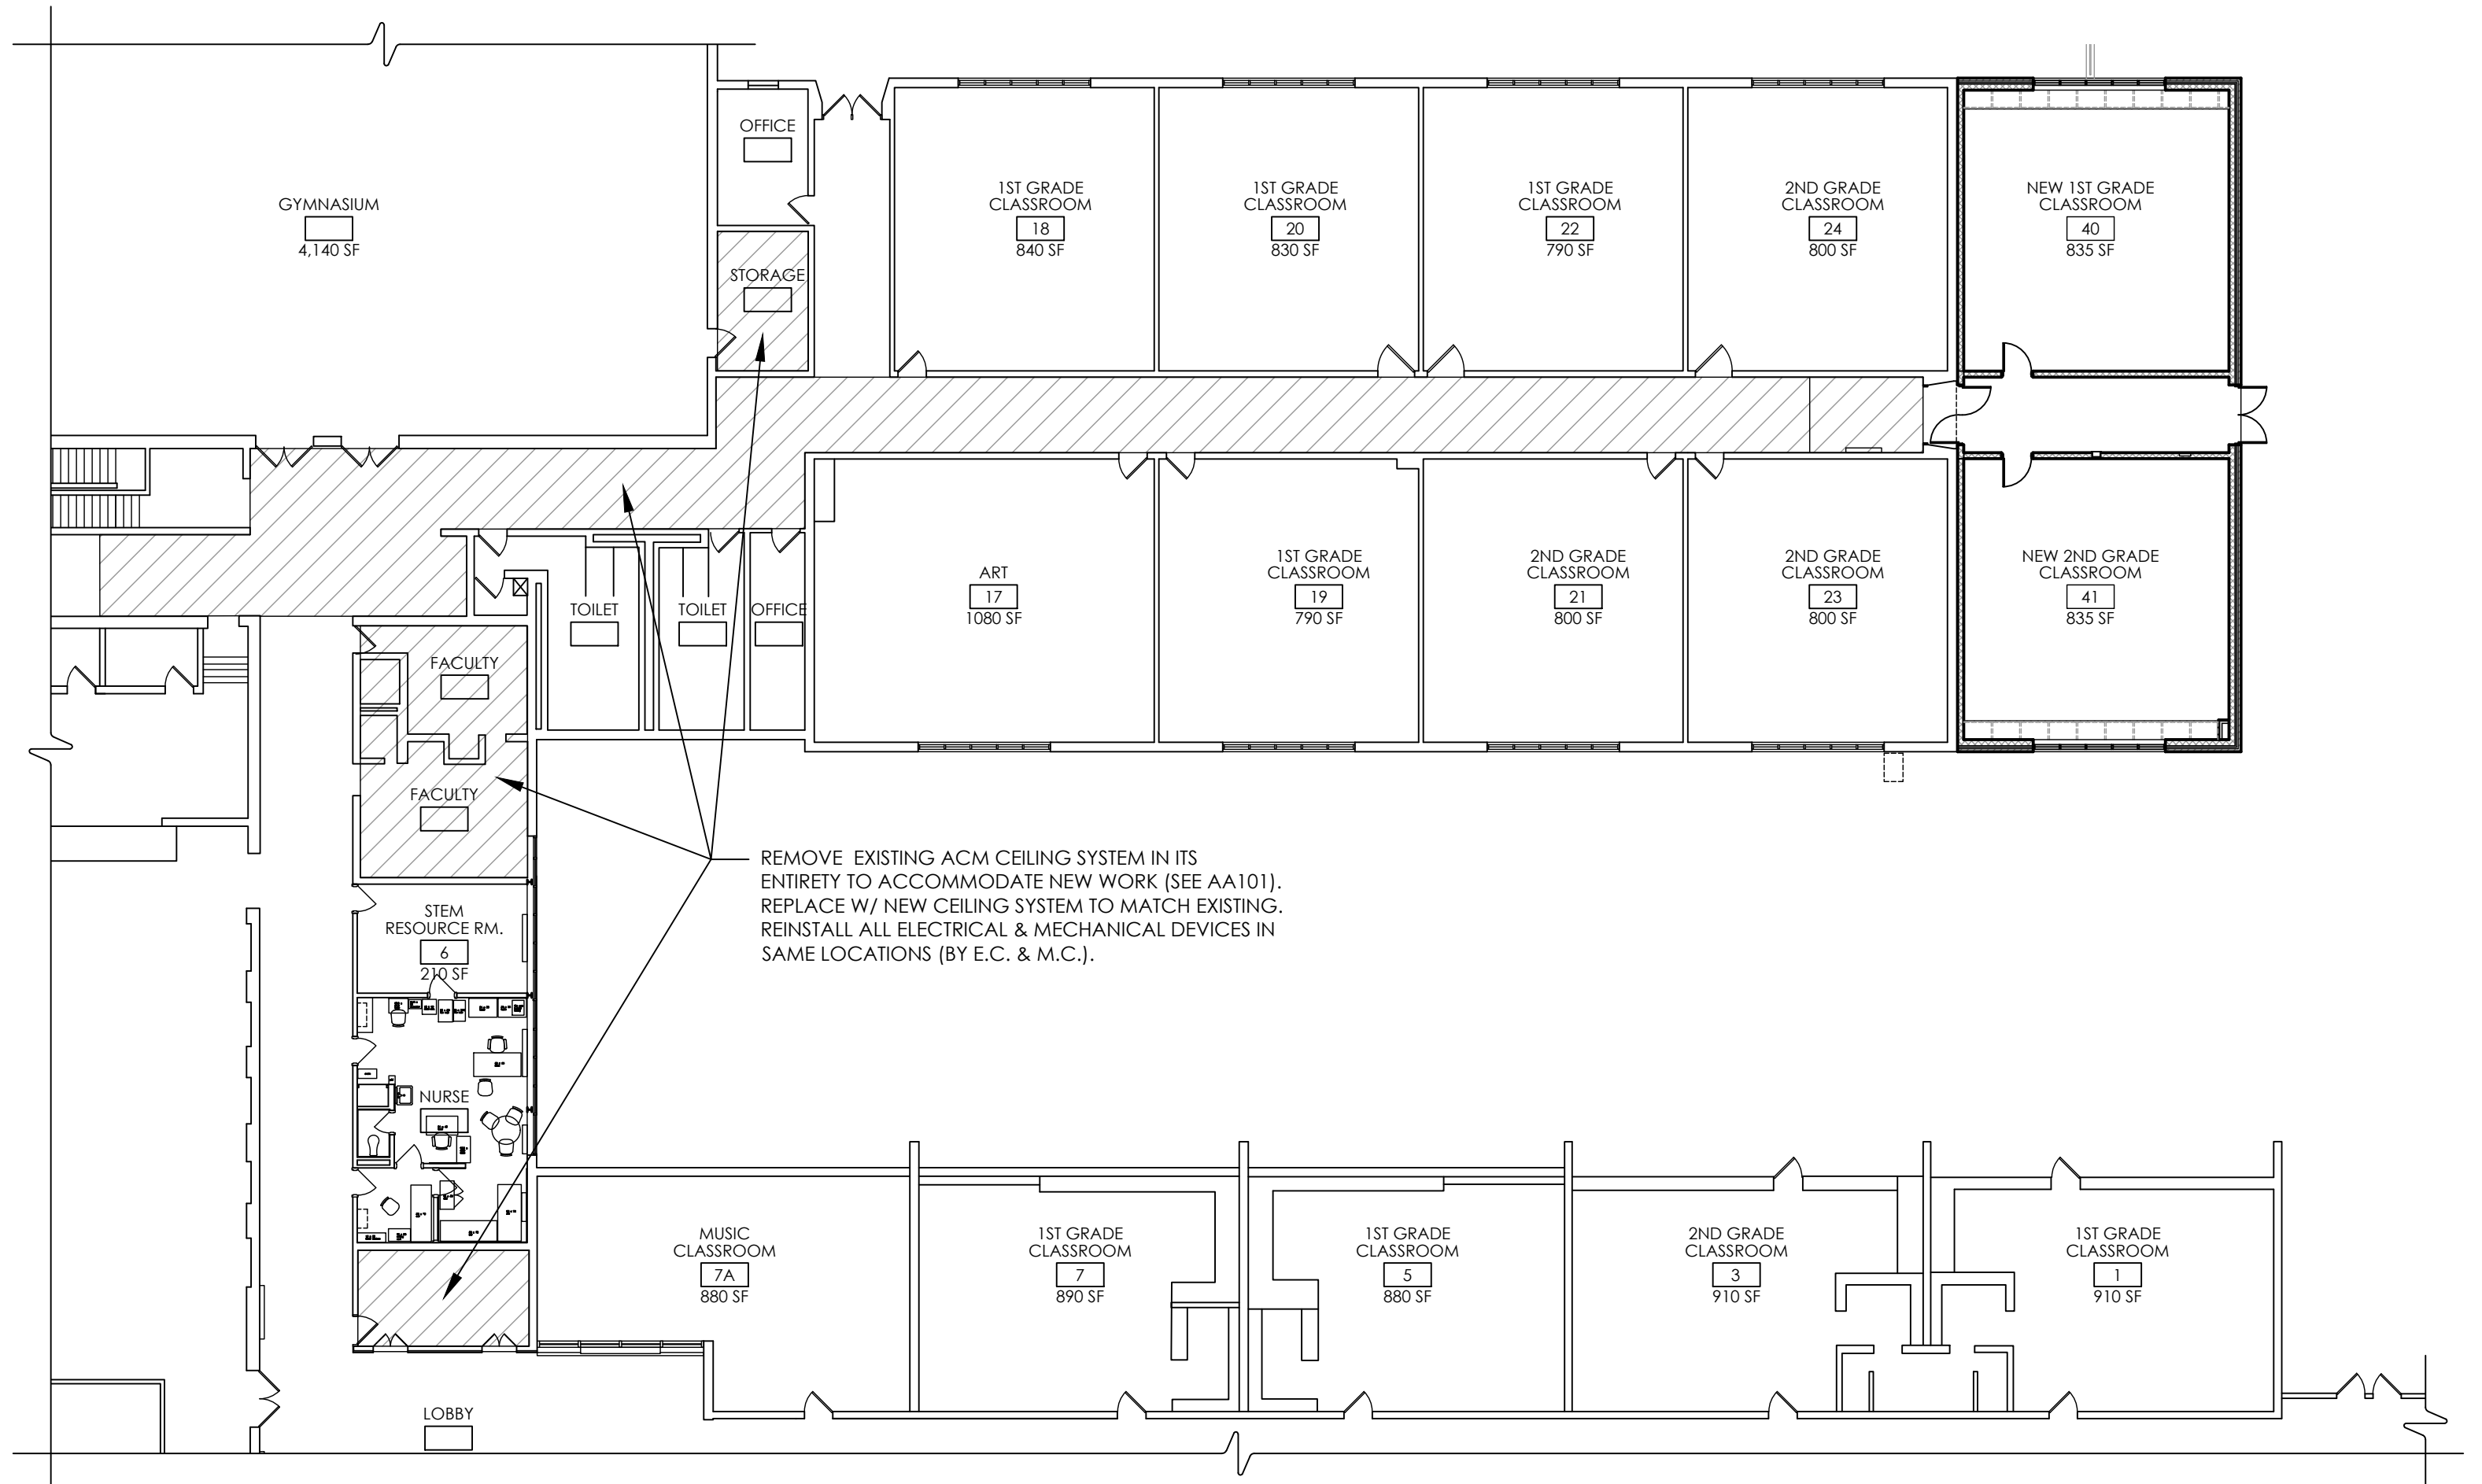 OFFICE
GYMNASIUM
4,140 SF
STORAGE
1ST GRADE
CLASSROOM
18
840 SF
1ST GRADE
CLASSROOM
20
830 SF
1ST GRADE
CLASSROOM
22
790 SF
2ND GRADE
CLASSROOM
24
800 SF
NEW 1ST GRADE
CLASSROOM
40
835 SF
TOILET
TOILET
OFFICE
ART
17
1080 SF
1ST GRADE
CLASSROOM
19
790 SF
2ND GRADE
CLASSROOM
21
800 SF
2ND GRADE
CLASSROOM
23
800 SF
NEW 2ND GRADE
CLASSROOM
41
835 SF
FACULTY
FACULTY
REMOVE EXISTING ACM CEILING SYSTEM IN ITS
ENTIRETY TO ACCOMMODATE NEW WORK (SEE AA101).
REPLACE W/ NEW CEILING SYSTEM TO MATCH EXISTING.
REINSTALL ALL ELECTRICAL & MECHANICAL DEVICES IN
SAME LOCATIONS (BY E.C. & M.C.).
STEM
RESOURCE RM.
6
210 SF
NURSE
MUSIC
CLASSROOM
7A
880 SF
1ST GRADE
CLASSROOM
7
890 SF
1ST GRADE
CLASSROOM
5
880 SF
2ND GRADE
CLASSROOM
3
910 SF
1ST GRADE
CLASSROOM
1
910 SF
LOBBY